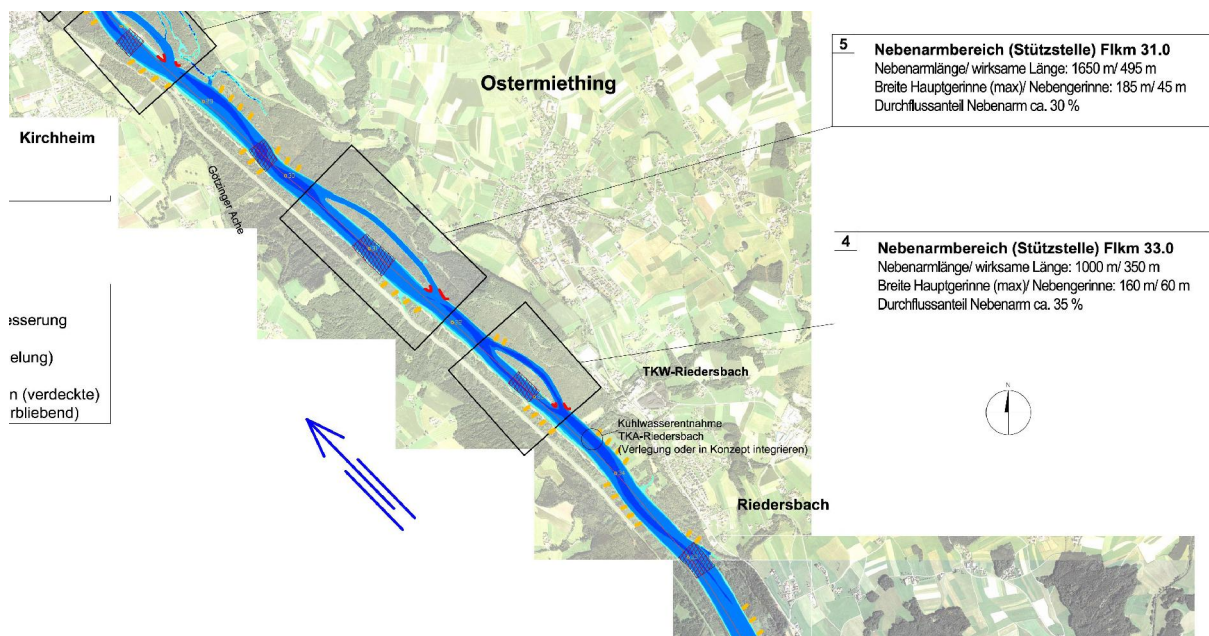 5
Nebenarmbereich (Stützstelle) Flkm 31.0
Nebenarmlänge/ wirksame Länge: 1650 m/ 495 m
Breite Hauptgerinne (max)/ Nebengerinne: 185 m/ 45 m
Durchflussanteil Nebenarm ca. 30 %
Ostermiething
Kirchheim
Götzinger Ache
4
Nebenarmbereich (Stützstelle) Flkm 33.0
Nebenarmlänge/ wirksame Länge: 1000 m/ 350 m
Breite Hauptgerinne (max)/ Nebengerinne: 160 m/ 60 m
Durchflussanteil Nebenarm ca. 35 %
esserung
elung)
n (verdeckte)
rbliebend)
TKW-Riedersbach
N
Kühlwasserentnahme
TKA-Riedersbach
(Verlegung oder in Konzept integrieren)
Riedersbach